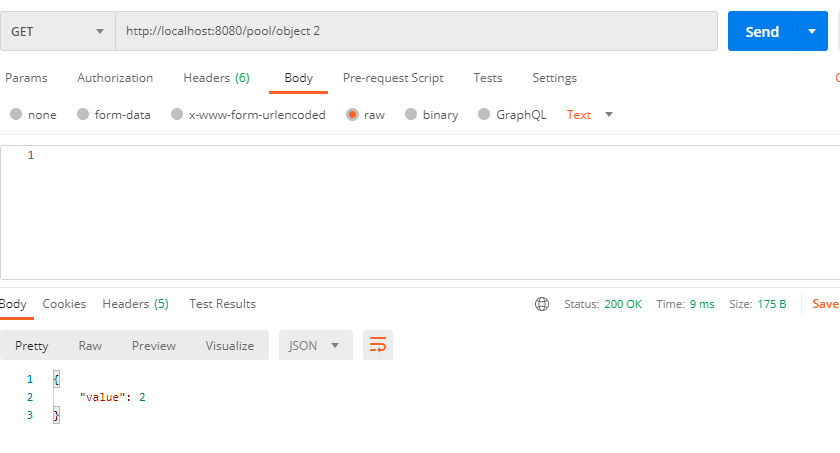 GET http://localhost:8080/pool/object 2 Send
Params Authorization Headers (6) Body Pre-request Script Tests Settings
none form-data x-www-form-urlencoded raw binary GraphQL Text
1
Body Cookies Headers (5) Test Results Status: 200 OK Time: 9 ms Size: 175 B Save
Pretty Raw Preview Visualize JSON
1 {
2 "value": 2
3 }